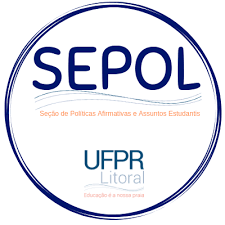 SEPOL
Seção de Políticas Afirmativas e Assuntos Estudantis
UFPR
Litoral
Educação é a nossa praia